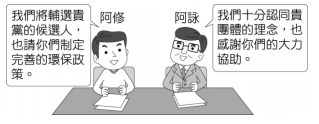 我們將輔選貴
黨的候選人，
也請你們制定
完善的環保政
策。
阿修
阿詠
我們十分認同貴
團體的理念，也
感謝你們的大力
協助。